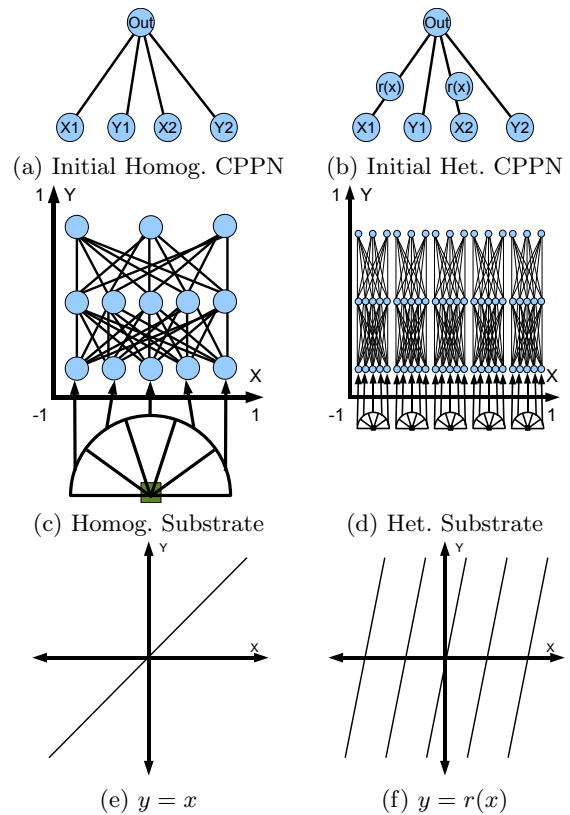 Out
X1 Y1 X2 Y2
(a) Initial Homog. CPPN
Out
r(x) r(x)
X1 Y1 X2 Y2
(b) Initial Het. CPPN
1 Y
X
-1 1
(c) Homog. Substrate
1 Y
X
-1 1
(d) Het. Substrate
Y
X
(e) y = x
Y
X
(f) y = r(x)